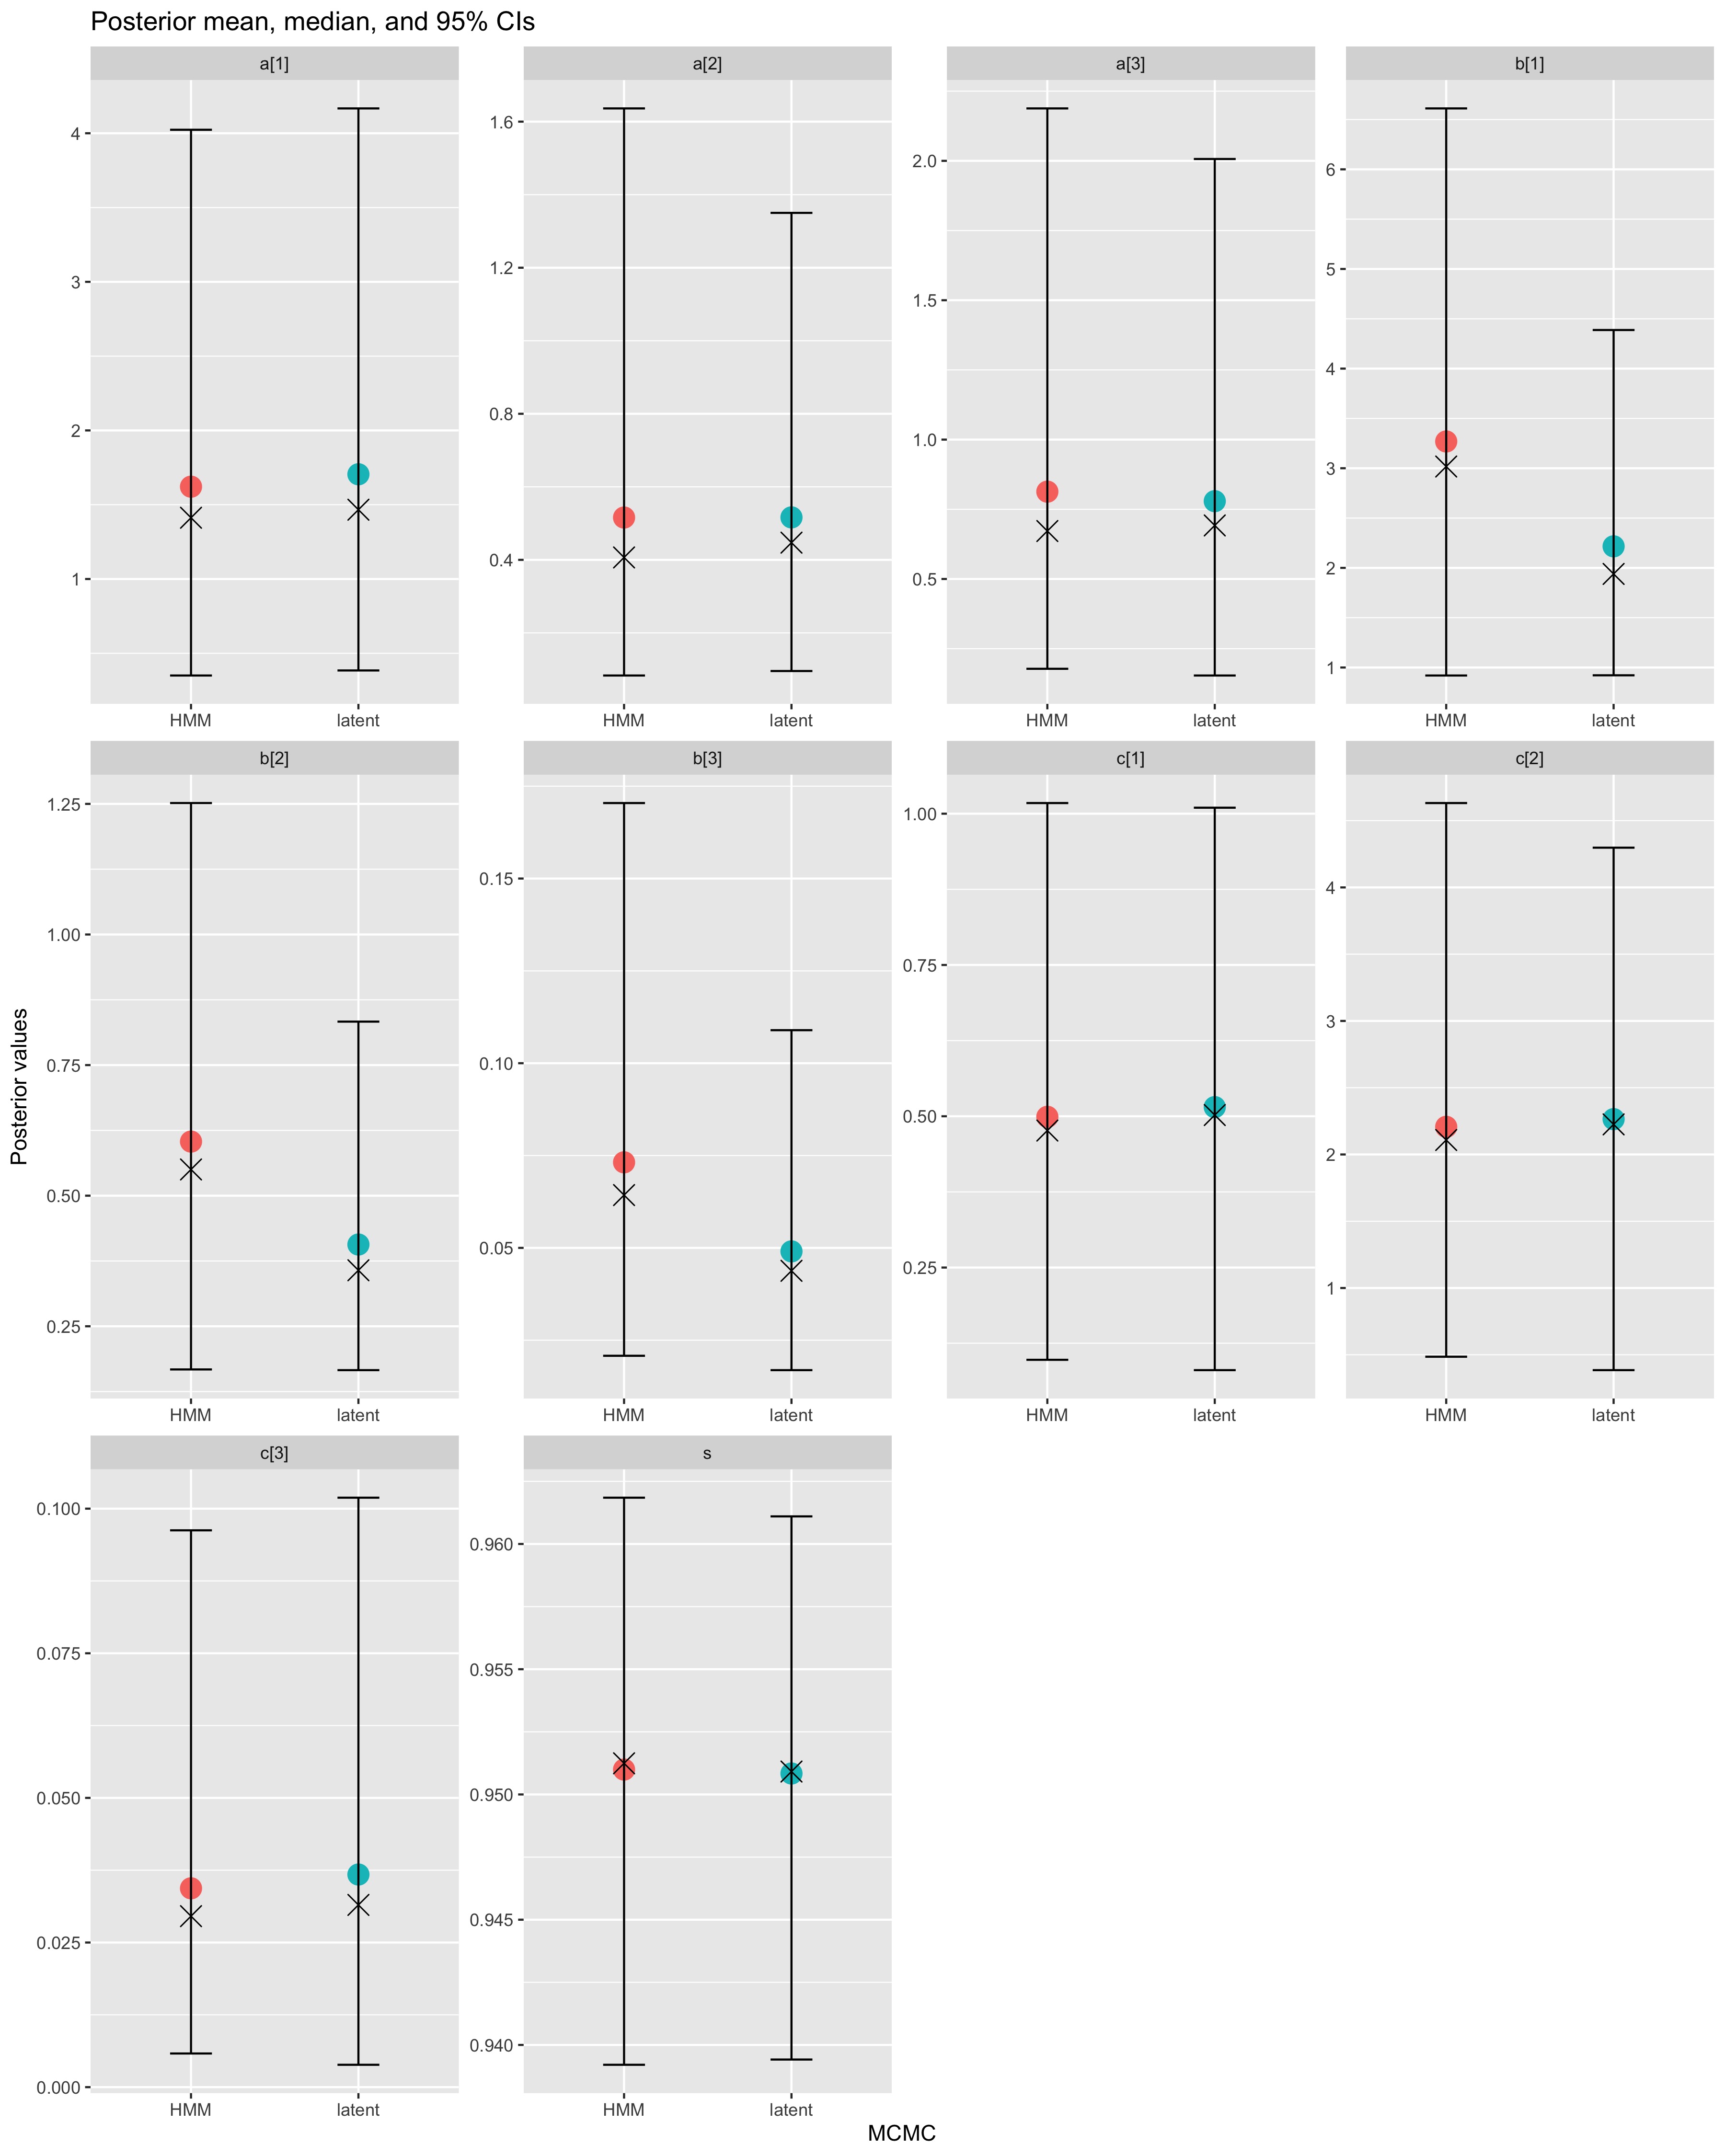 Posterior mean, median, and 95% CIs
a[1]
a[2]
a[3]
b[1]
4
3
2
1
1.6
1.2
0.8
0.4
2.0
1.5
1.0
0.5
6
5
4
3
2
1
HMM latent
HMM latent
HMM latent
HMM latent
b[2]
b[3]
c[1]
c[2]
1.25
1.00
0.75
0.50
0.25
0.15
0.10
0.05
1.00
0.75
0.50
0.25
4
3
2
1
HMM latent
HMM latent
HMM latent
HMM latent
Posterior values
c[3]
s
0.100
0.075
0.050
0.025
0.000
0.960
0.955
0.950
0.945
0.940
HMM latent
HMM latent
MCMC